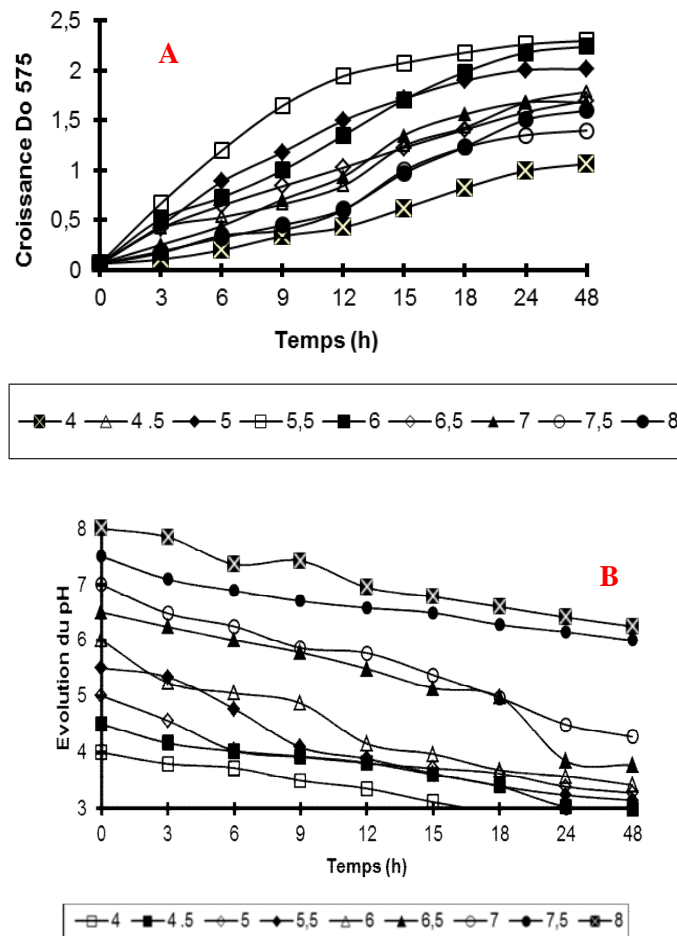 A
Croissance Do 575
2,5
2
1,5
1
0,5
0
0 3 6 9 12 15 18 24 48
Temps (h)
4 4 .5 5 5,5 6 6,5 7 7,5 8
B
Evolution du pH
8
7
6
5
4
3
0 3 6 9 12 15 18 24 48
Temps (h)
4 4 .5 5 5,5 6 6,5 7 7,5 8